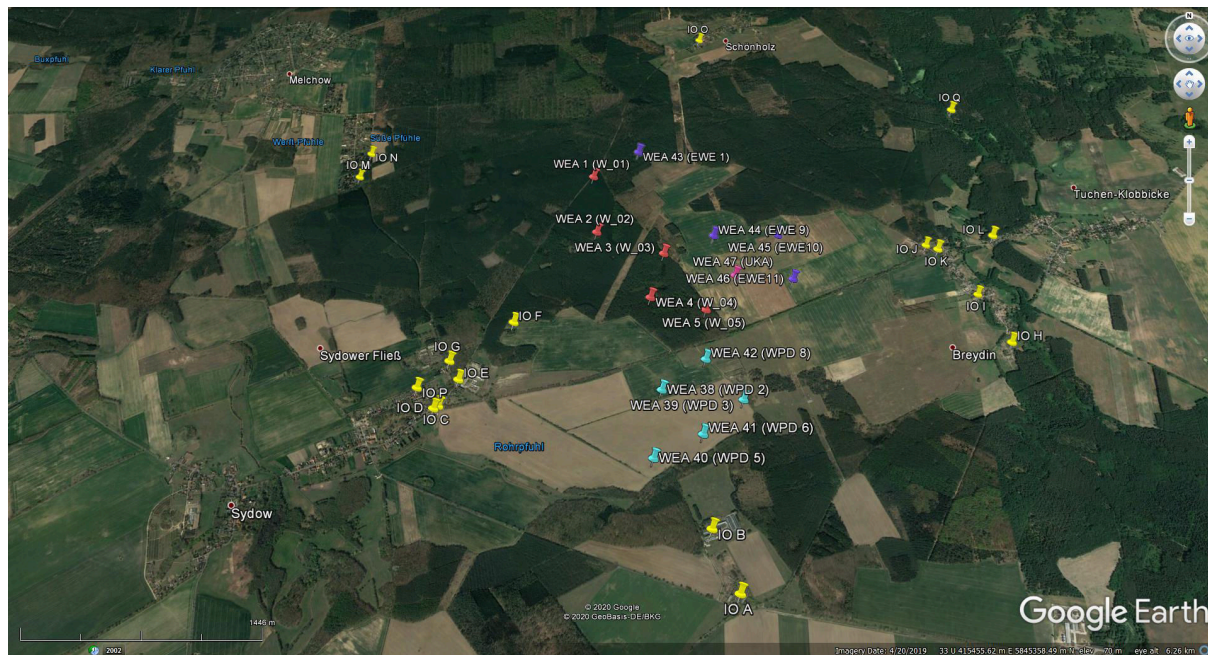 IO O
Schönholz
N
Buxpfuhl
Klarer Pfuhl
Melchow
IO Q
Süße Pfühle
IO N
IO M
WEA 43 (EWE 1)
WEA 1 (W_01)
Tuchen-Klobbicke
WEA 2 (W_02)
WEA 44 (EWE 9)
IO L
WEA 3 (W_03)
WEA 45 (EWE10)
IO J
IO K
WEA 47 (UKA)
WEA 46 (EWE11)
IO I
WEA 4 (W_04)
IO F
WEA 5 (W_05)
IO H
IO G
Sydower Fließ
WEA 42 (WPD 8)
Breydin
IO E
IO P
WEA 38 (WPD 2)
WEA 39 (WPD 3)
IO D
IO C
WEA 41 (WPD 6)
Rohrpfuhl
WEA 40 (WPD 5)
Sydow
IO B
IO A
© 2020 Google
© 2020 GeoBasis-DE/BKG
Google Earth
1446 m
2002
Imagery Date: 4/20/2019 33 U 415455.62 m E 5845358.49 m N elev 70 m eye alt 6.26 km